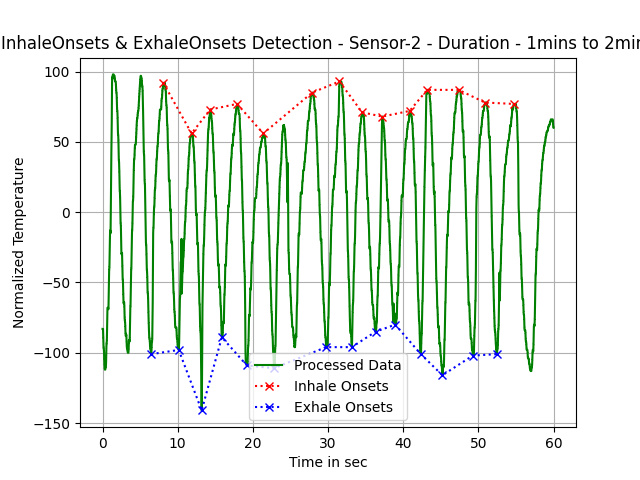 InhaleOnsets & ExhaleOnsets Detection - Sensor-2 - Duration - 1mins to 2min
100
50
0
−50
−100
−150
Normalized Temperature
Processed Data
Inhale Onsets
Exhale Onsets
0 10 20 30 40 50 60
Time in sec